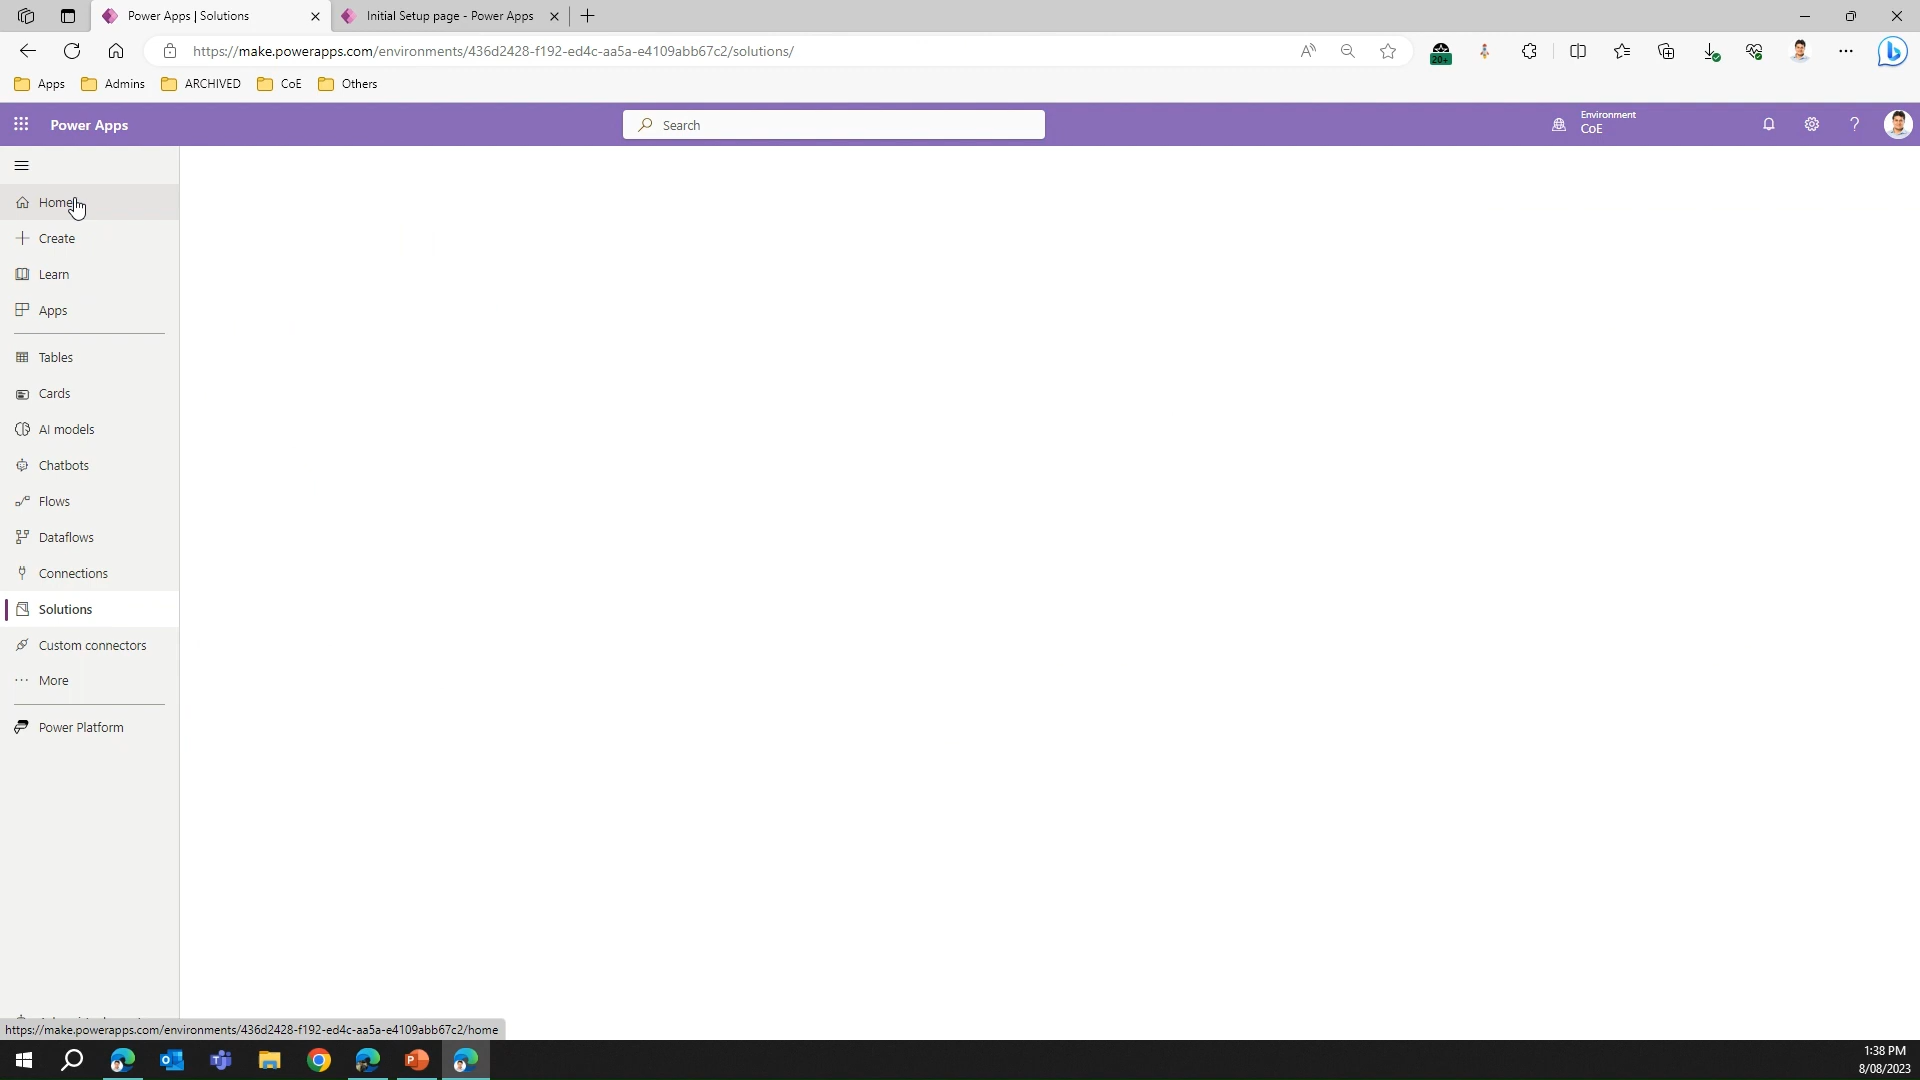 Power Apps | Solutions
Initial Setup page - Power Apps
https://make.powerapps.com/environments/436d2428-f192-ed4c-aa5a-e4109abb67c2/solutions/
A))
20+
Apps
Admins
ARCHIVED
CoE
Others
Power Apps
Search
Environment
CoE
Home
Create
Learn
Apps
Tables
Cards
AI models
Chatbots
Flows
Dataflows
Connections
Solutions
Custom connectors
More
Power Platform
https://make.powerapps.com/environments/436d2428-f192-ed4c-aa5a-e4109abb67c2/home
1:38 PM
8/08/2023